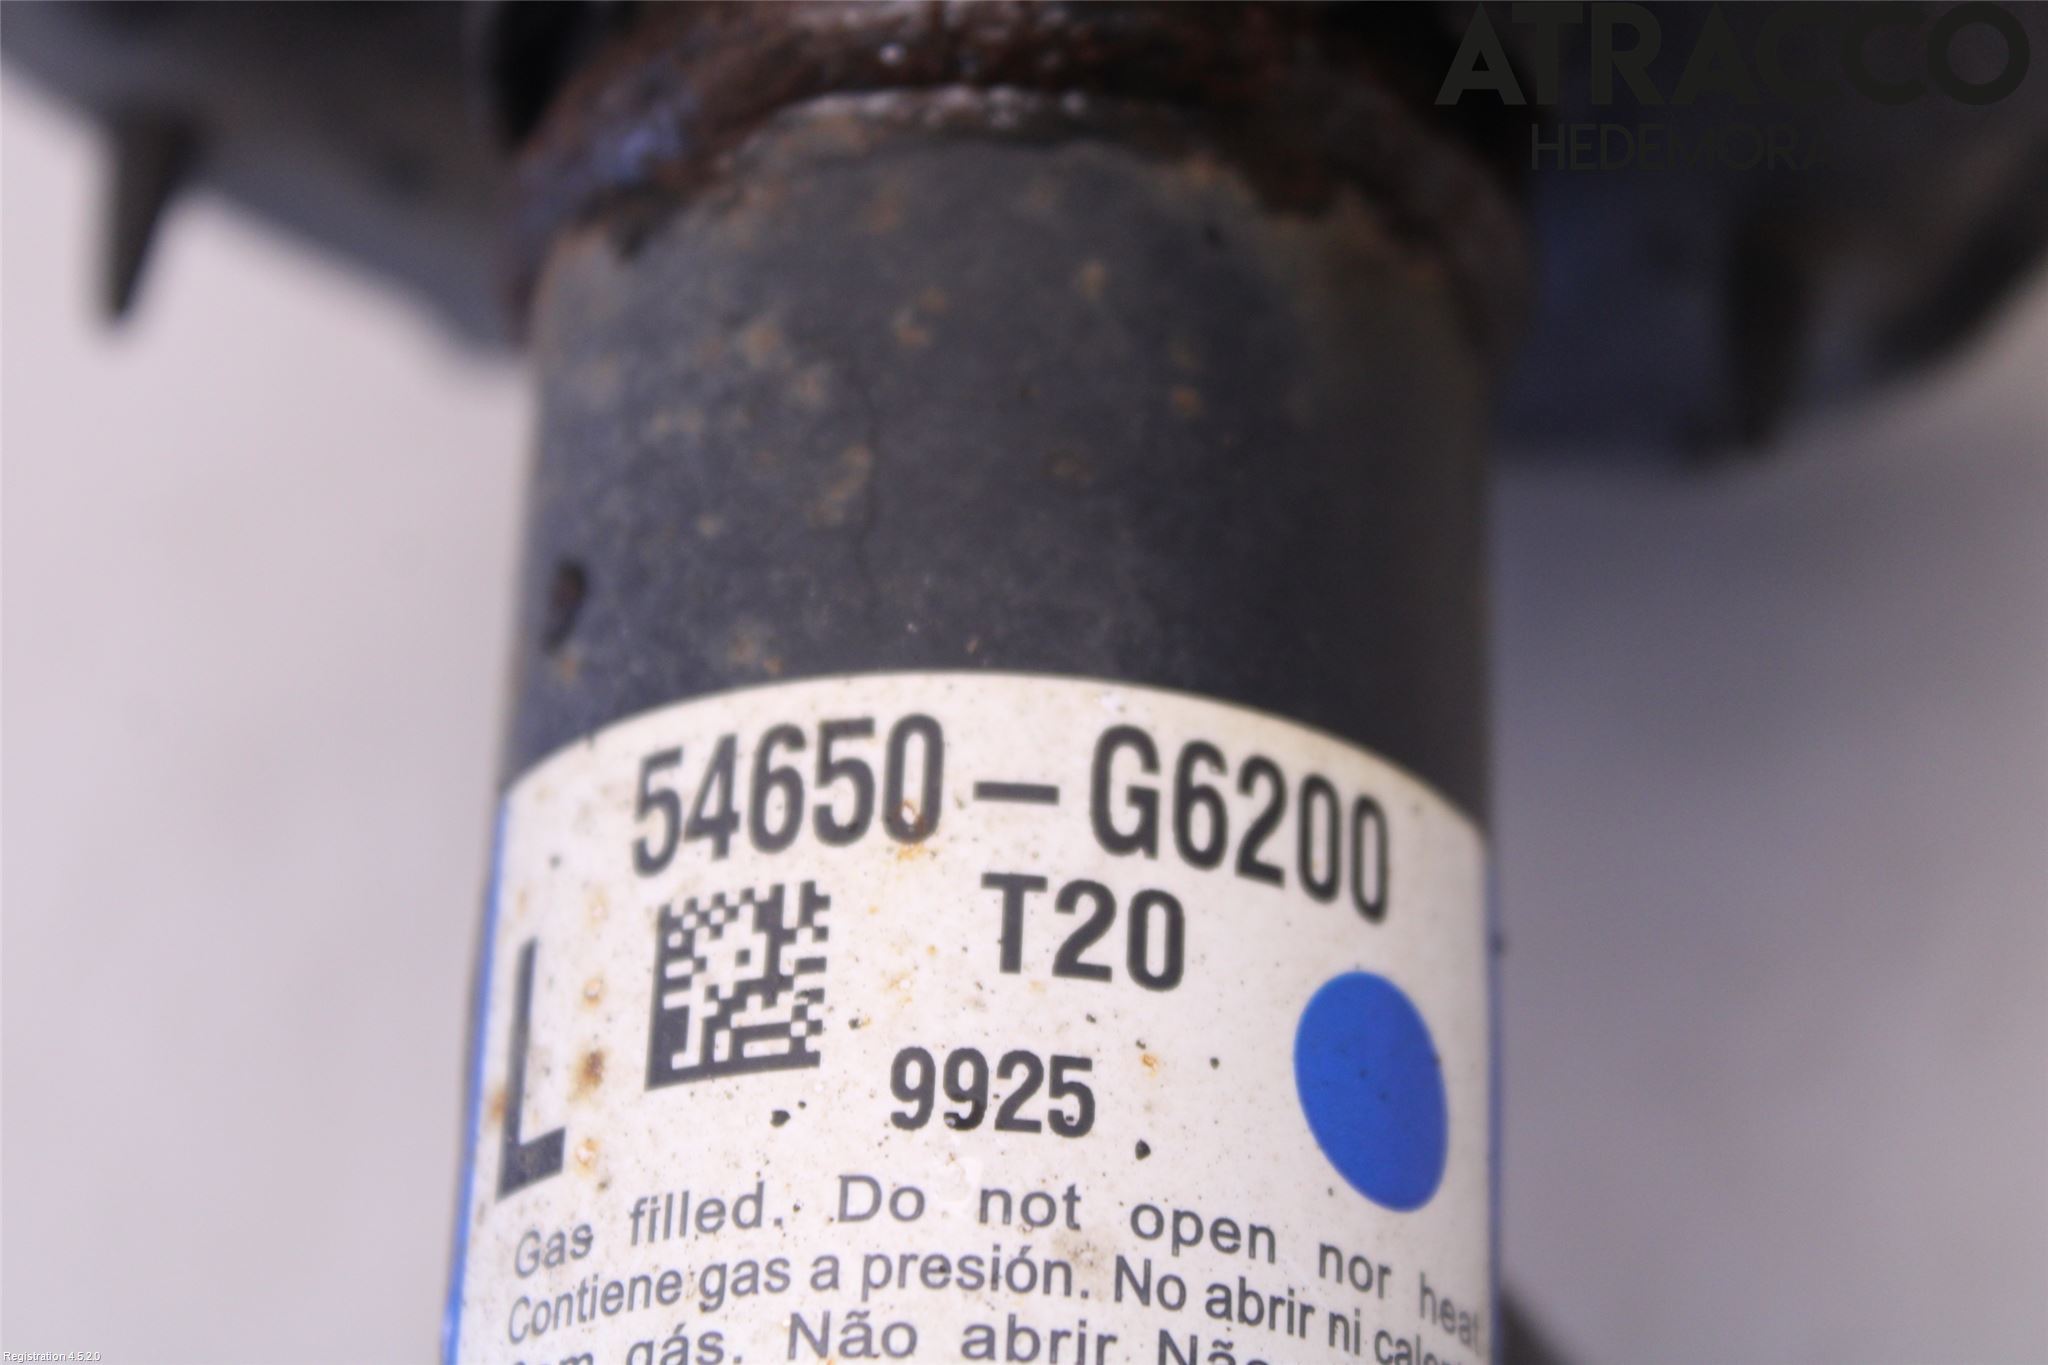 ATRACCO
HEDEMORA
54650-G6200
T20
L
9925
Gas filled. Do not open nor heat.
Contiene gas a presión. No abrir ni
gás. Não abrir
Registration 4.5.2.0